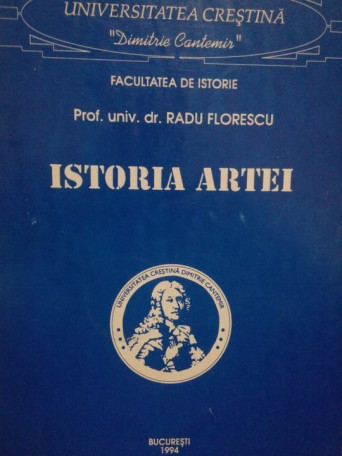 UNIVERSITATEA CREȘTINĂ
"Dimitrie Cantemir"
FACULTATEA DE ISTORIE
Prof. univ. dr. RADU FLORESCU
ISTORIA ARTEI
UNIVERSITATEA CREȘTINĂ DIMITRIE CANTEMIR
BUCUREȘTI
1994